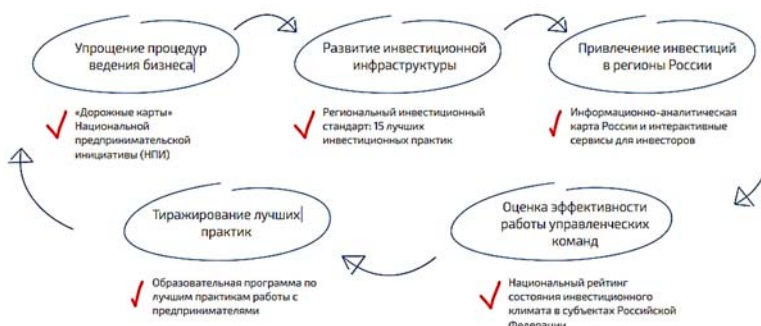 Упрощение процедур
ведения бизнеса
Развитие инвестиционной
инфраструктуры
Привлечение инвестиций
в регионы России
«Дорожные карты»
Национальной
предпринимательской
инициативы (НПИ)
Региональный инвестиционный
стандарт: 15 лучших
инвестиционных практик
Информационно-аналитическая
карта России и интерактивные
сервисы для инвесторов
Тиражирование лучших
практик
Оценка эффективности
работы управленческих
команд
Образовательная программа по
лучшим практикам работы с
предпринимателями
Национальный рейтинг
состояния инвестиционного
климата в субъектах Российской
Федерации